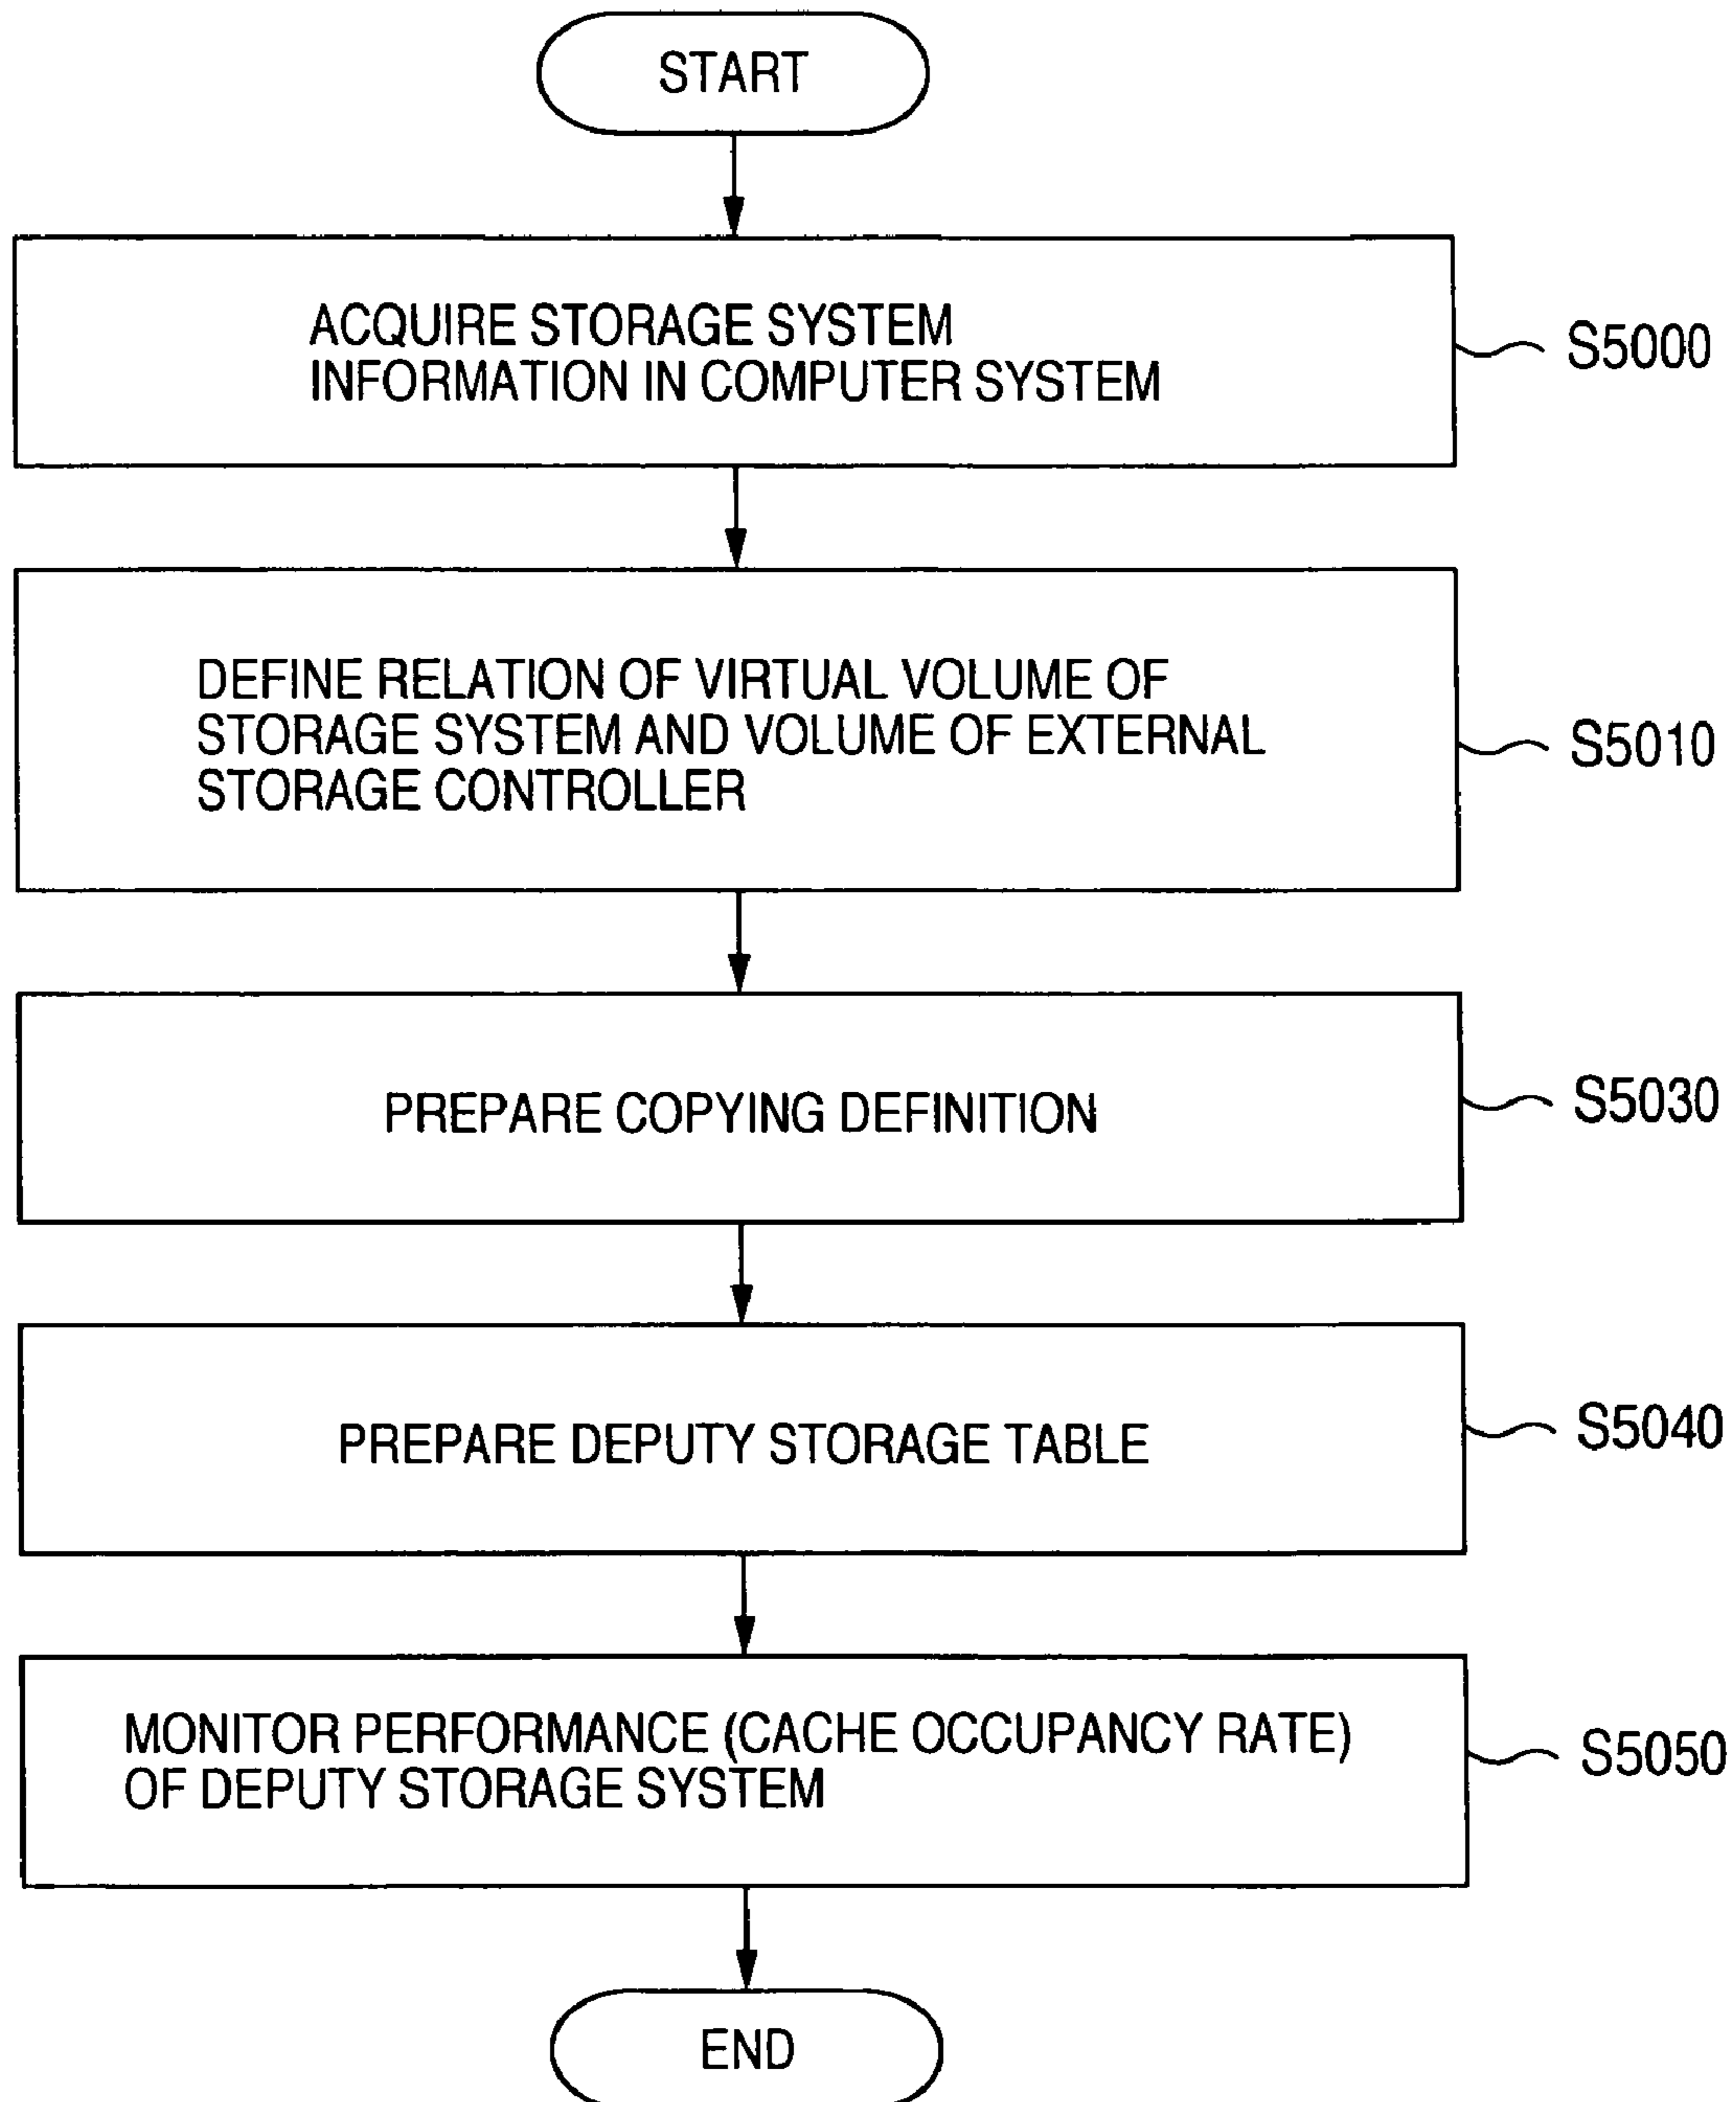 START
ACQUIRE STORAGE SYSTEM
INFORMATION IN COMPUTER SYSTEM
S5000
DEFINE RELATION OF VIRTUAL VOLUME OF
STORAGE SYSTEM AND VOLUME OF EXTERNAL
STORAGE CONTROLLER
S5010
PREPARE COPYING DEFINITION
S5030
PREPARE DEPUTY STORAGE TABLE
S5040
MONITOR PERFORMANCE (CACHE OCCUPANCY RATE)
OF DEPUTY STORAGE SYSTEM
S5050
END